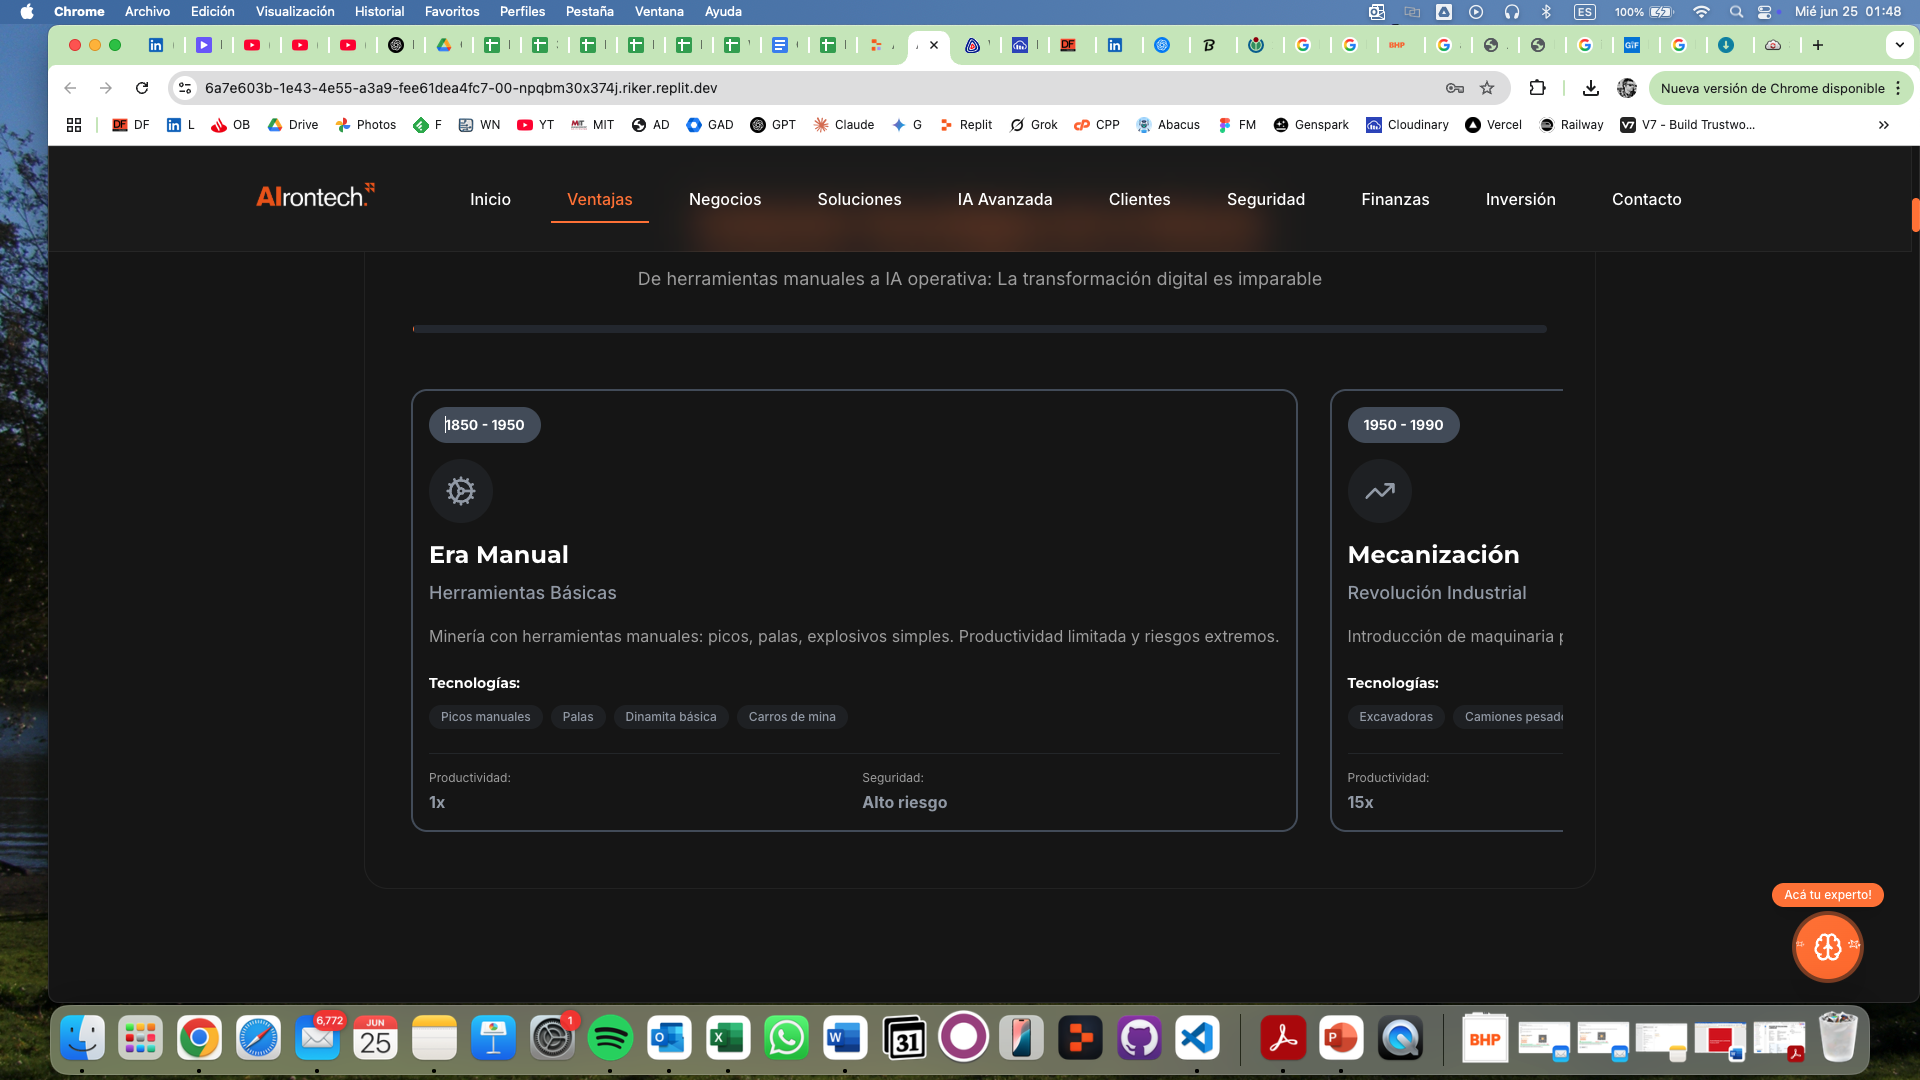 Chrome Archivo Edición Visualización Historial Favoritos Perfiles Pestaña Ventana Ayuda ES 100% Mié jun 25 01:48
6a7e603b-1e43-4e55-a3a9-fee61dea4fc7-00-npqbm30x374j.riker.replit.dev Nueva versión de Chrome disponible
DF L OB Drive Photos F WN YT MIT AD GAD GPT Claude G Replit Grok CPP Abacus FM Genspark Cloudinary Vercel Railway V7 - Build Trustwo...
AIrontech. Inicio Ventajas Negocios Soluciones IA Avanzada Clientes Seguridad Finanzas Inversión Contacto
De herramientas manuales a IA operativa: La transformación digital es imparable
1850 - 1950
Era Manual
Herramientas Básicas
Minería con herramientas manuales: picos, palas, explosivos simples. Productividad limitada y riesgos extremos.
Tecnologías:
Picos manuales Palas Dinamita básica Carros de mina
Productividad: Seguridad:
1x Alto riesgo
1950 - 1990
Mecanización
Revolución Industrial
Introducción de maquinaria
Tecnologías:
Excavadoras Camiones
Productividad:
15x
Acá tu experto!
6,772
JUN
25
1
31
BHP